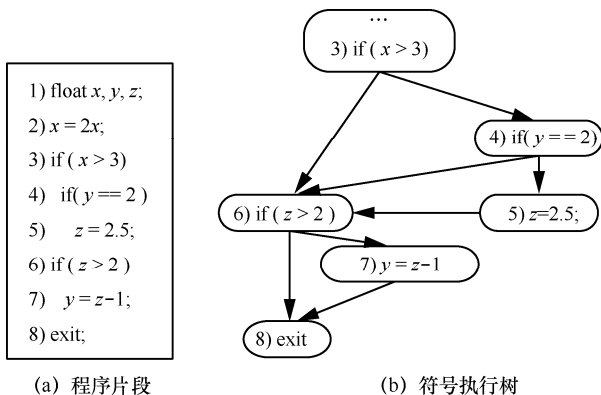 1) float x, y, z;
2) x = 2x;
3) if ( x > 3)
4) if( y == 2 )
5) z = 2.5;
6) if ( z > 2 )
7) y = z−1;
8) exit;
(a) 程序片段
...
3) if ( x > 3)
4) if( y == 2)
6) if ( z > 2 )
5) z=2.5;
7) y = z−1
8) exit
(b) 符号执行树